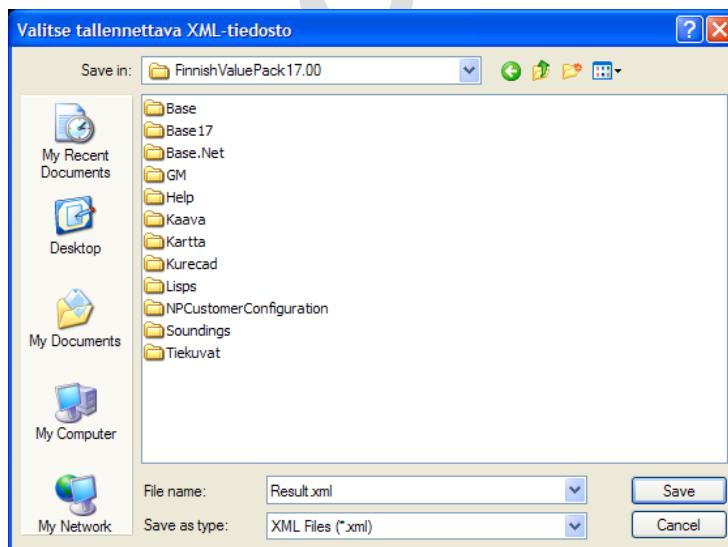 Valitse tallennettava XML-tiedosto
Save in:
FinnishValuePack17.00
My Recent
Documents
Desktop
My Documents
My Computer
My Network
Base
Base17
Base.Net
GM
Help
Kaava
Kartta
Kurecad
Lisps
NPCustomerConfiguration
Soundings
Tiekuvat
File name:
Result.xml
Save
Save as type:
XML Files (*.xml)
Cancel